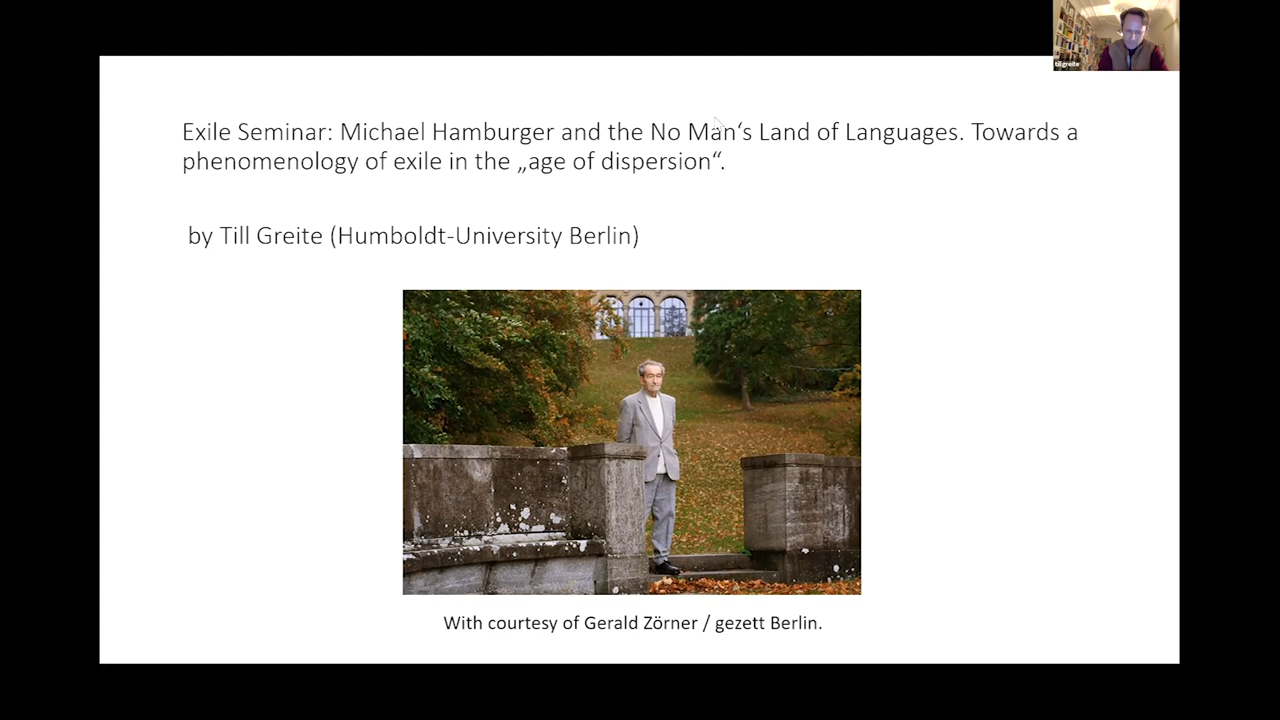 tillgreite
Exile Seminar: Michael Hamburger and the No Man‘s Land of Languages. Towards a
phenomenology of exile in the „age of dispersion“.
by Till Greite (Humboldt-University Berlin)
With courtesy of Gerald Zörner / gezett Berlin.